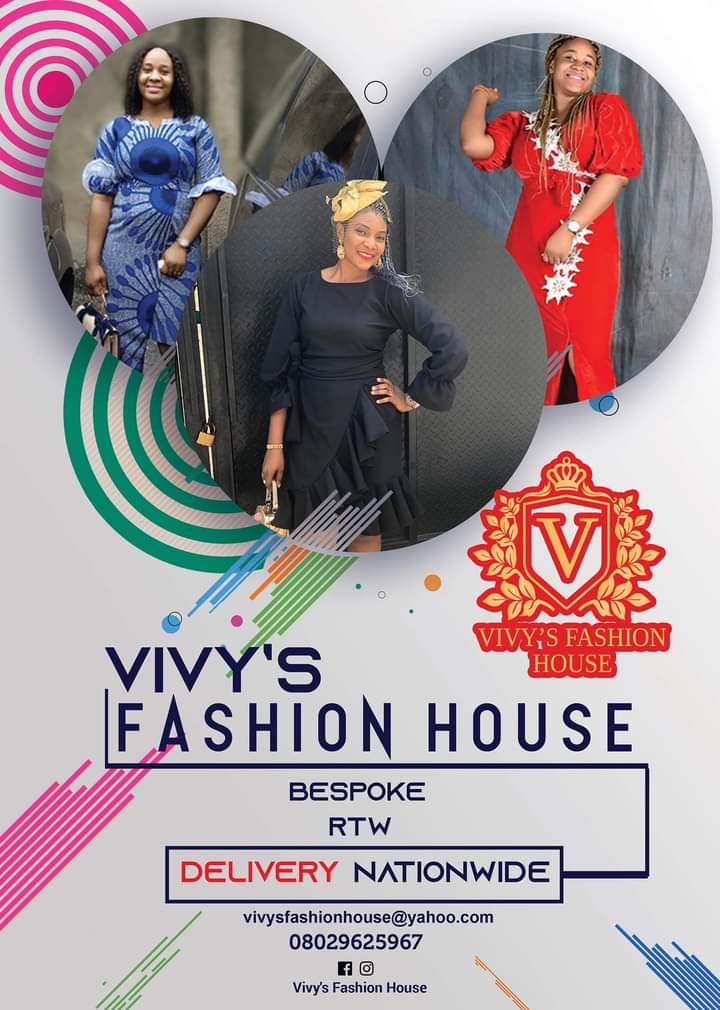 V
VIVY'S FASHION
HOUSE
VIVY'S
FASHION HOUSE
BESPOKE
RTW
DELIVERY NATIONWIDE
vivysfashionhouse@yahoo.com
08029625967
Vivy's Fashion House